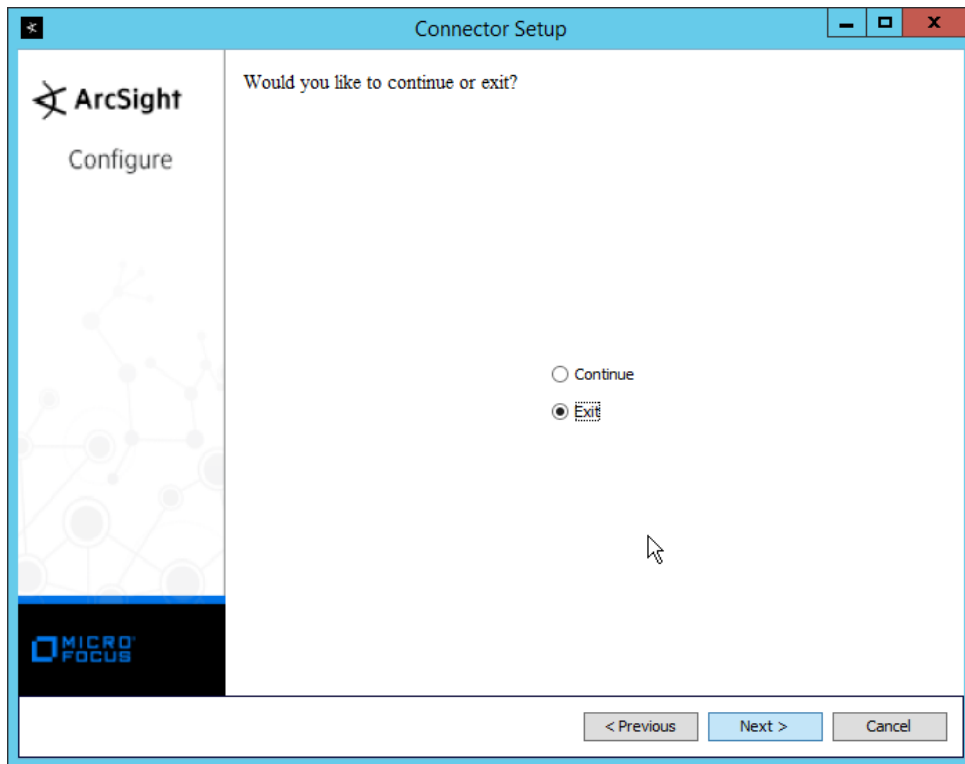 Connector Setup
ArcSight
Configure
Would you like to continue or exit?
Continue
Exit
MICRO
FOCUS
< Previous
Next >
Cancel